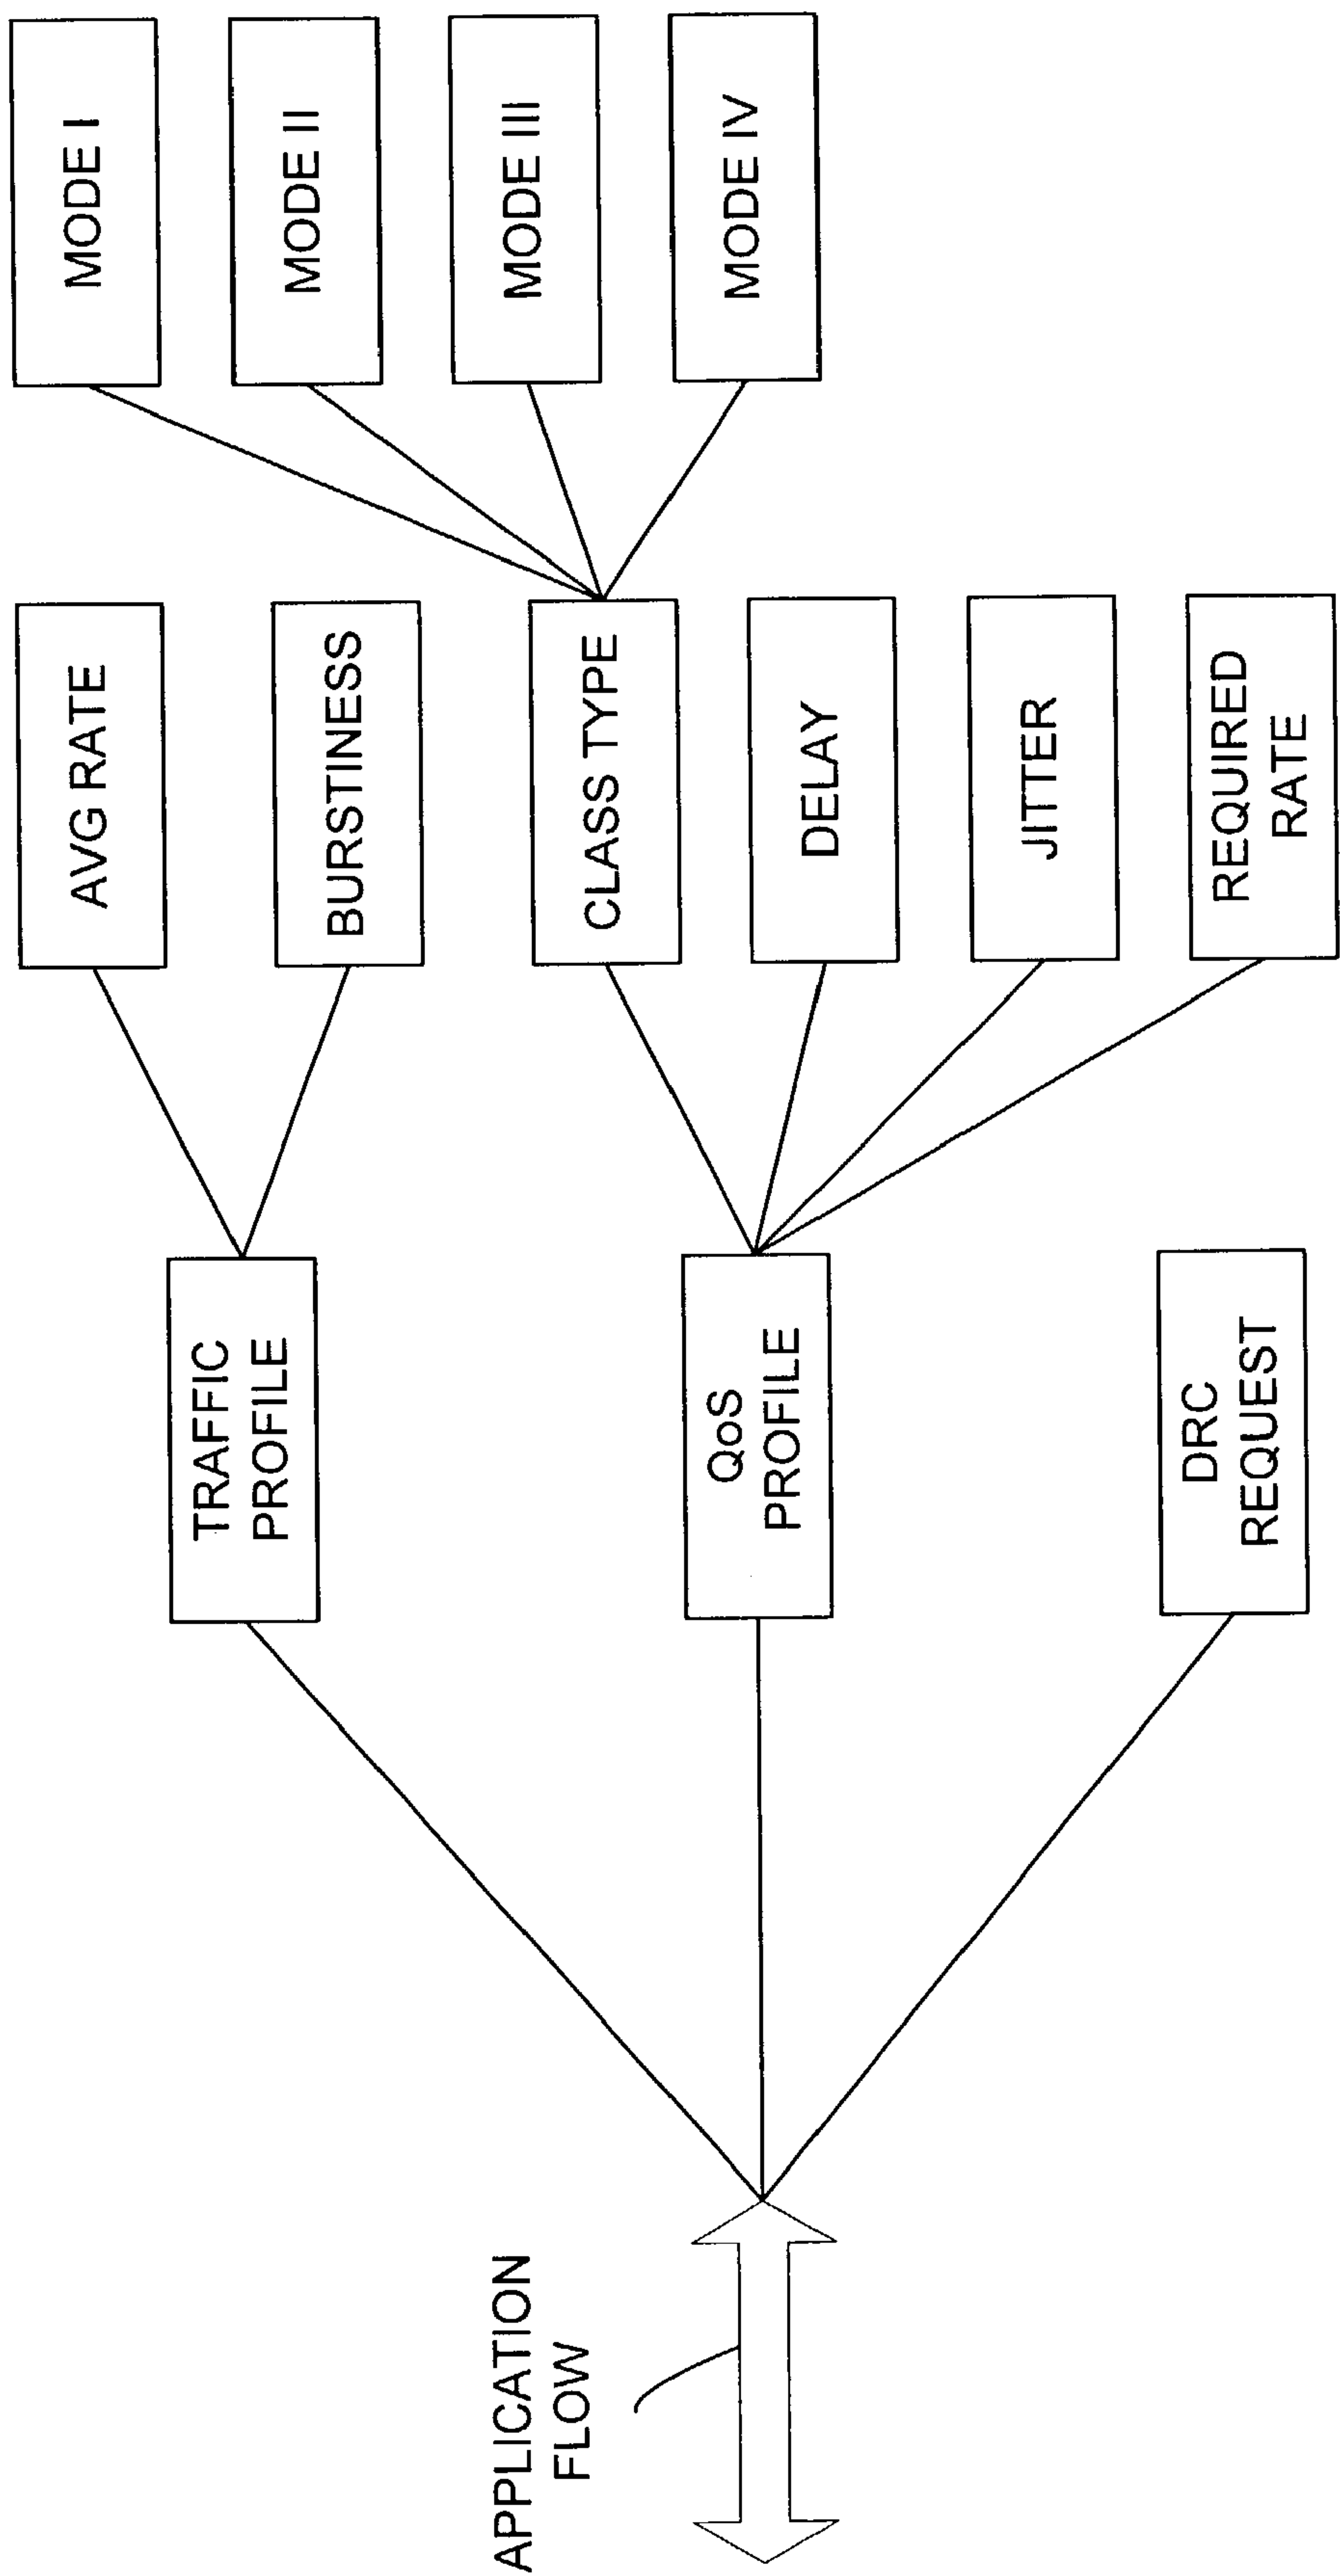 APPLICATION
FLOW
TRAFFIC
PROFILE
QoS
PROFILE
DRC
REQUEST
AVG RATE
BURSTINESS
CLASS TYPE
DELAY
JITTER
REQUIRED
RATE
MODE I
MODE II
MODE III
MODE IV